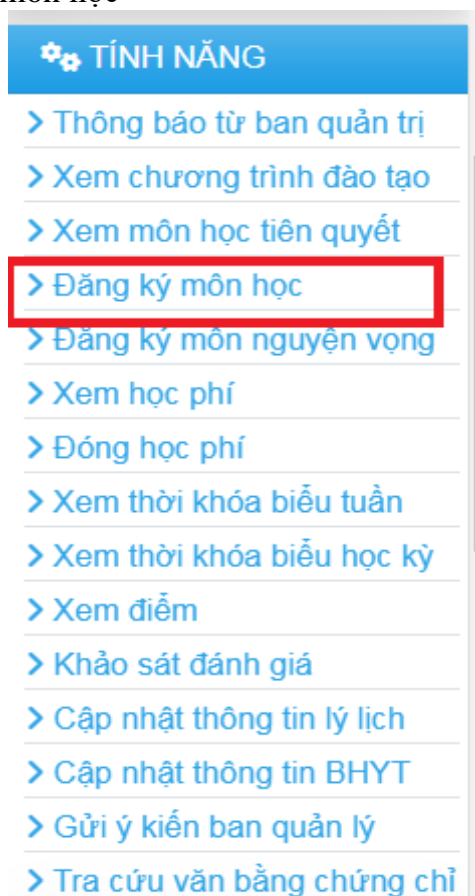 môn học
TÍNH NĂNG
Thông báo từ ban quản trị
Xem chương trình đào tạo
Xem môn học tiên quyết
Đăng ký môn học
Đăng ký môn nguyện vọng
Xem học phí
Đóng học phí
Xem thời khóa biểu tuần
Xem thời khóa biểu học kỳ
Xem điểm
Khảo sát đánh giá
Cập nhật thông tin lý lịch
Cập nhật thông tin BHYT
Gửi ý kiến ban quản lý
Tra cứu văn bằng chứng chỉ